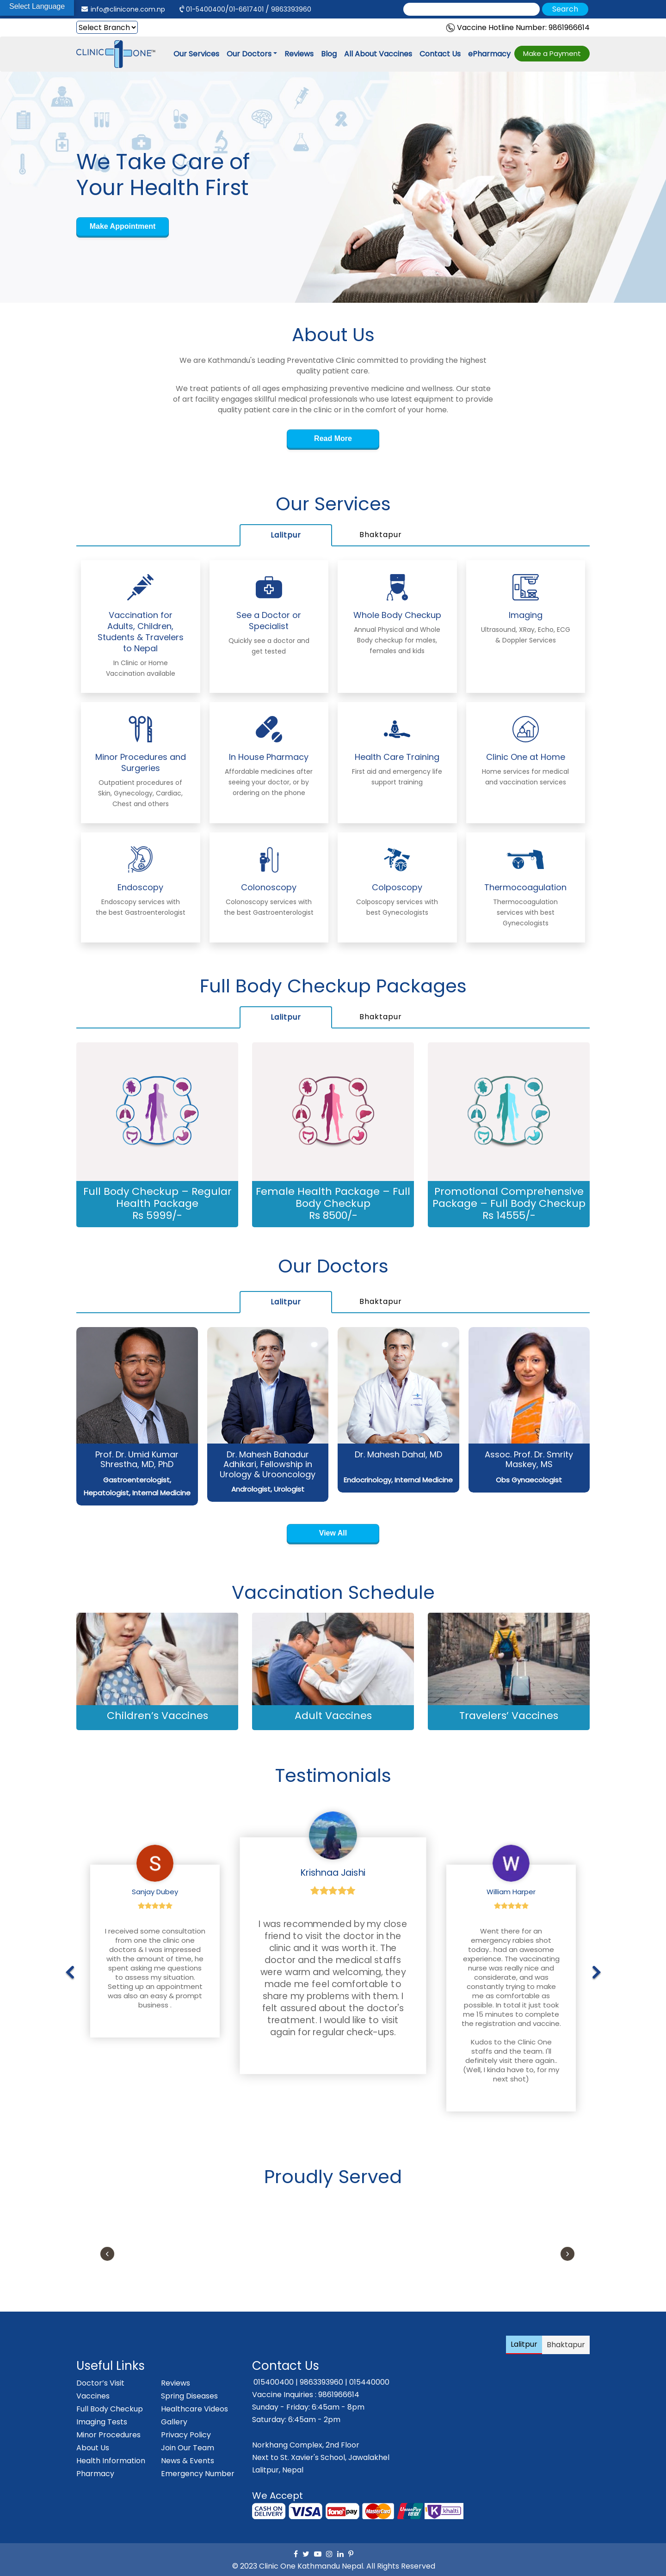 Select Language
info@clinicone.com.np
01-5400400/01-6617401 / 9863393960
Search
Select Branch
Vaccine Hotline Number: 9861966614
CLINIC 1 ONE
Our Services
Our Doctors
Reviews
Blog
All About Vaccines
Contact Us
ePharmacy
Make a Payment
We Take Care of
Your Health First
Make Appointment
About Us
We are Kathmandu's Leading Preventative Clinic committed to providing the highest
quality patient care.
We treat patients of all ages emphasizing preventive medicine and wellness. Our state
of art facility engages skillful medical professionals who use latest equipment to provide
quality patient care in the clinic or in the comfort of your home.
Read More
Our Services
Lalitpur
Bhaktapur
Vaccination for
Adults, Children,
Students & Travelers
to Nepal
In Clinic or Home
Vaccination available
See a Doctor or
Specialist
Quickly see a doctor and
get tested
Whole Body Checkup
Annual Physical and Whole
Body checkup for males,
females and kids
Imaging
Ultrasound, XRay, Echo, ECG
& Doppler Services
Minor Procedures and
Surgeries
Outpatient procedures of
Skin, Gynecology, Cardiac,
Chest and others
In House Pharmacy
Affordable medicines after
seeing your doctor, or by
ordering on the phone
Health Care Training
First aid and emergency life
support training
Clinic One at Home
Home services for medical
and vaccination services
Endoscopy
Endoscopy services with
the best Gastroenterologist
Colonoscopy
Colonoscopy services with
the best Gastroenterologist
Colposcopy
Colposcopy services with
best Gynecologists
Thermocoagulation
Thermocoagulation
services with best
Gynecologists
Full Body Checkup Packages
Lalitpur
Bhaktapur
Full Body Checkup – Regular
Health Package
Rs 5999/-
Female Health Package – Full
Body Checkup
Rs 8500/-
Promotional Comprehensive
Package – Full Body Checkup
Rs 14555/-
Our Doctors
Lalitpur
Bhaktapur
Prof. Dr. Umid Kumar
Shrestha, MD, PhD
Gastroenterologist,
Hepatologist, Internal Medicine
Dr. Mahesh Bahadur
Adhikari, Fellowship in
Urology & Urooncology
Andrologist, Urologist
Dr. Mahesh Dahal, MD
Endocrinology, Internal Medicine
Assoc. Prof. Dr. Smrity
Maskey, MS
Obs Gynaecologist
View All
Vaccination Schedule
Children's Vaccines
Adult Vaccines
Travelers' Vaccines
Testimonials
S
Sanjay Dubey
I received some consultation
from one the clinic one
doctors & I was impressed
with the amount of time, he
spent asking me questions
to assess my situation.
Setting up an appointment
was also an easy & prompt
business .
Krishnaa Jaishi
I was recommended by my close
friend to visit the doctor in the
clinic and it was worth it. The
doctor and the medical staffs
were warm and welcoming, they
made me feel comfortable to
share my problems with them. I
felt assured about the doctor's
treatment. I would like to visit
again for regular check-ups.
W
William Harper
Went there for an
emergency rabies shot
today.. had an awesome
experience. The vaccinating
nurse was really nice and
considerate, and was
constantly trying to make
me as comfortable as
possible. In total it just took
me 15 minutes to complete
the registration and vaccine.
Kudos to the Clinic One
staffs and the team. I'll
definitely visit there again..
(Well, I kinda have to, for my
next shot)
Proudly Served
Lalitpur
Bhaktapur
Useful Links
Doctor's Visit
Vaccines
Full Body Checkup
Imaging Tests
Minor Procedures
About Us
Health Information
Pharmacy
Reviews
Spring Diseases
Healthcare Videos
Gallery
Privacy Policy
Join Our Team
News & Events
Emergency Number
Contact Us
015400400 | 9863393960 | 015440000
Vaccine Inquiries : 9861966614
Sunday - Friday: 6:45am - 8pm
Saturday: 6:45am - 2pm
Norkhang Complex, 2nd Floor
Next to St. Xavier's School, Jawalakhel
Lalitpur, Nepal
We Accept
CASH ON
DELIVERY
VISA
fonepay
MasterCard
UnionPay
khalti
© 2023 Clinic One Kathmandu Nepal. All Rights Reserved